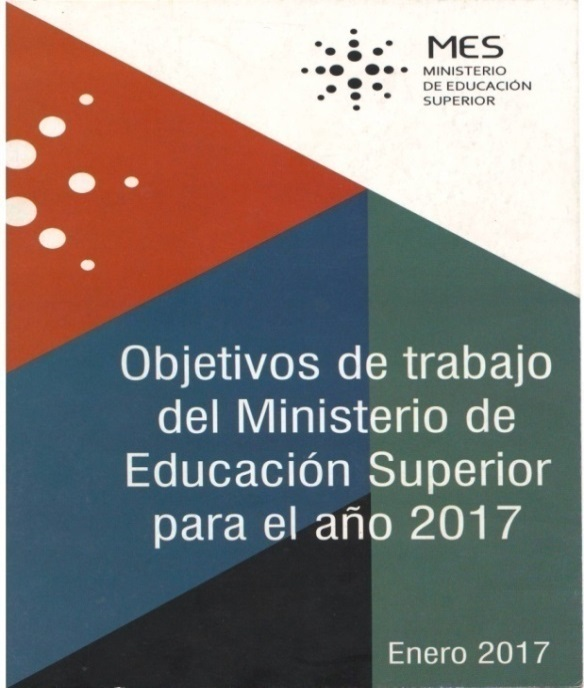 MES
MINISTERIO
DE EDUCACIÓN
SUPERIOR
Objetivos de trabajo
del Ministerio de
Educación Superior
para el año 2017
Enero 2017